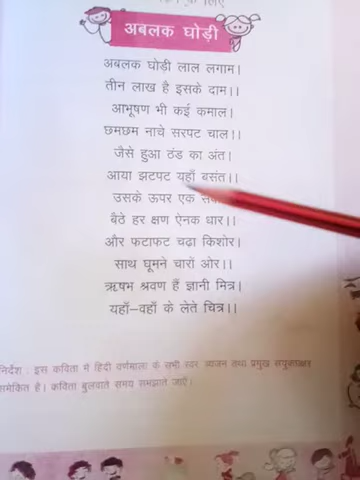 के लिए
अबलक घोड़ी
अबलक घोड़ी लाल लगाम।
तीन लाख है इसके दाम।।
आभूषण भी कई कमाल।
छमछम नाचे सरपट चाल।।
जैसे हुआ ठंड का अंत।
आया झटपट यहाँ बसंत।।
उसके ऊपर एक
बैठे हर क्षण ऐनक धार।।
और फटाफट चढ़ा किशोर।
साथ घूमने चारों ओर।।
ऋषभ श्रवण हैं ज्ञानी मित्र।
यहाँ–वहाँ के लेते चित्र।।
निर्देश : इस कविता में हिंदी वर्णमाला के सभी स्वर व्यंजन तथा प्रमुख संयुक्ताक्षर
समेकित है। कविता बुलवाते समय समझाते जाएँ।